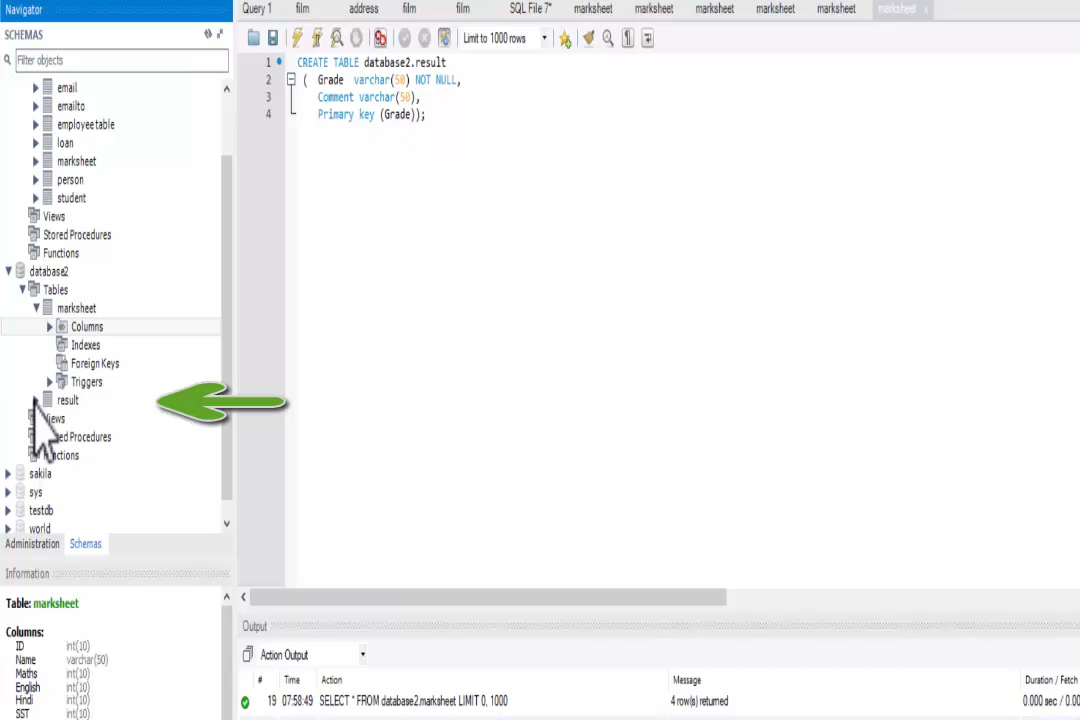 Navigator
SCHEMAS
Filter objects
email
emailto
employeetable
loan
marksheet
person
student
Views
Stored Procedures
Functions
database2
Tables
marksheet
Columns
Indexes
Foreign Keys
Triggers
result
Procedures
sakila
sys
testdb
world
Administration Schemas
Information
Table: marksheet
Columns:
ID int(10)
Name varchar(50)
Maths int(10)
English int(10)
Hindi int(10)
SST int(10)
Query 1 film address film film SQL File 7* marksheet marksheet marksheet marksheet marksheet marksheet x
Limit to 1000 rows
1 CREATE TABLE database2.result
2 ( Grade varchar(50) NOT NULL,
3 Comment varchar(50),
4 Primary key (Grade));
Output
Action Output
# Time Action Message Duration / Fetch
19 07:58:49 SELECT * FROM database2.marksheet LIMIT 0, 1000 4 row(s) returned 0.000 sec / 0.00